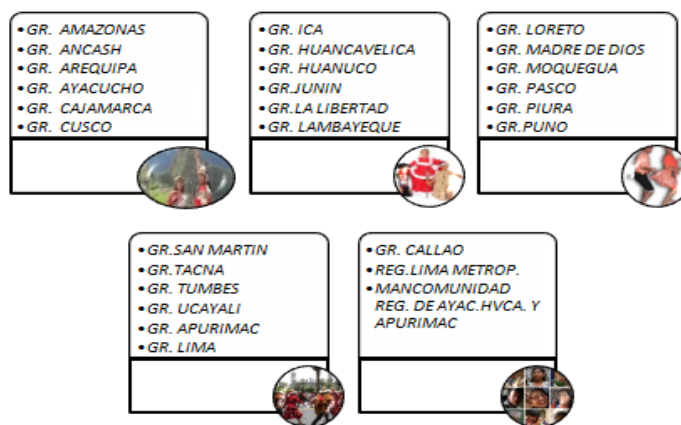 • GR. AMAZONAS
• GR. ANCASH
• GR. AREQUIPA
• GR. AYACUCHO
• GR. CAJAMARCA
• GR. CUSCO
• GR. ICA
• GR. HUANCAVELICA
• GR. HUANUCO
• GR.JUNIN
• GR.LA LIBERTAD
• GR. LAMBAYEQUE
• GR. LORETO
• GR. MADRE DE DIOS
• GR. MOQUEGUA
• GR. PASCO
• GR. PIURA
• GR.PUNO
• GR.SAN MARTIN
• GR.TACNA
• GR. TUMBES
• GR. UCAYALI
• GR. APURIMAC
• GR. LIMA
• GR. CALLAO
• REG.LIMA METROP.
• MANCOMUNIDAD
REG. DE AYAC.HVCA. Y
APURIMAC